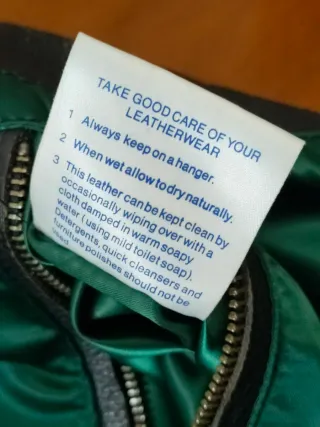 TAKE GOOD CARE OF YOUR
LEATHERWEAR
1 Always keep on a hanger.
2 When wet allow to dry naturally.
3 This leather can be kept clean by
occasionally wiping over with a
cloth damped in warm soapy
water (using mild toilet soap).
Detergents, quick cleansers and
furniture polishes should not be
used.